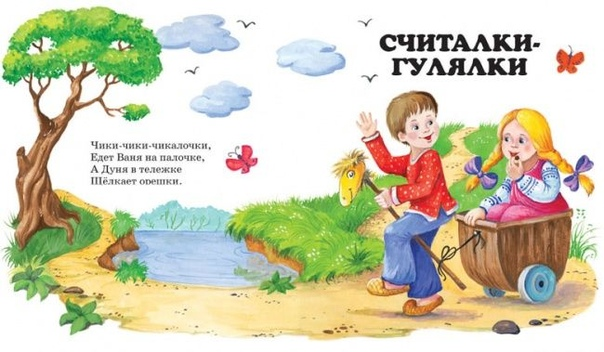 СЧИТАЛКИ-
ГУЛЯЛКИ
Чики-чики-чикалочки,
Едет Ваня на палочке,
А Дуня в тележке
Щёлкает орешки.